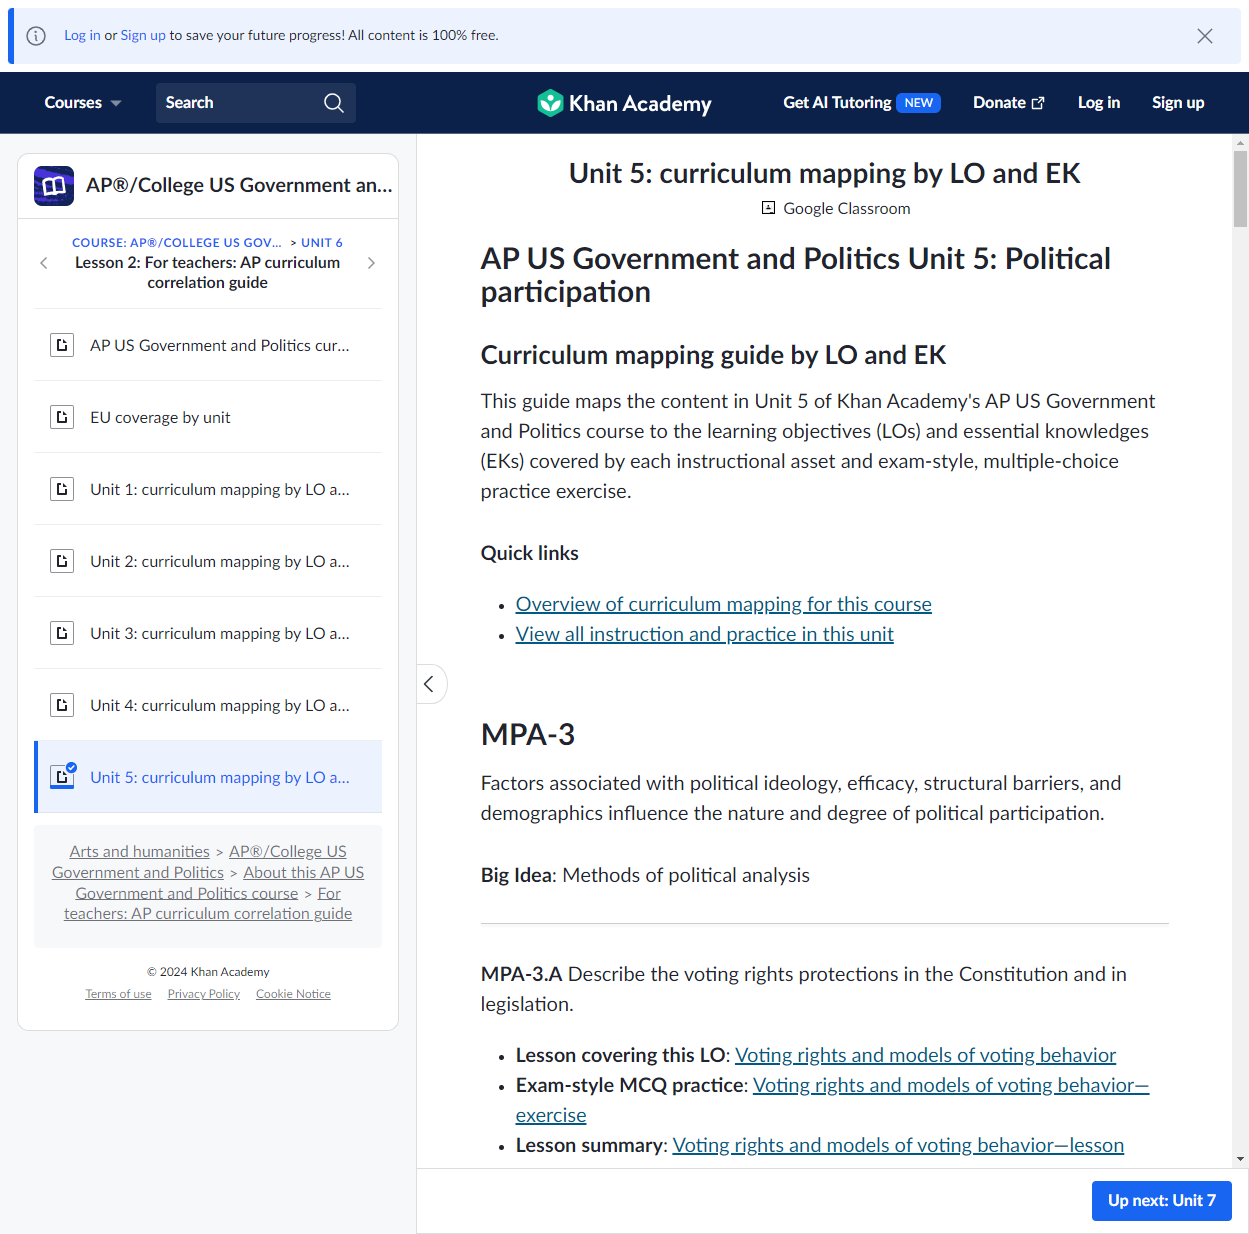 Log in or Sign up to save your future progress! All content is 100% free.
Courses
Search
Khan Academy
Get AI Tutoring NEW
Donate
Log in
Sign up
AP®/College US Government an...
COURSE: AP®/COLLEGE US GOV... > UNIT 6
Lesson 2: For teachers: AP curriculum
correlation guide
AP US Government and Politics cur...
EU coverage by unit
Unit 1: curriculum mapping by LO a...
Unit 2: curriculum mapping by LO a...
Unit 3: curriculum mapping by LO a...
Unit 4: curriculum mapping by LO a...
Unit 5: curriculum mapping by LO a...
Arts and humanities > AP®/College US
Government and Politics > About this AP US
Government and Politics course > For
teachers: AP curriculum correlation guide
© 2024 Khan Academy
Terms of use Privacy Policy Cookie Notice
Unit 5: curriculum mapping by LO and EK
Google Classroom
AP US Government and Politics Unit 5: Political
participation
Curriculum mapping guide by LO and EK
This guide maps the content in Unit 5 of Khan Academy's AP US Government
and Politics course to the learning objectives (LOs) and essential knowledges
(EKs) covered by each instructional asset and exam-style, multiple-choice
practice exercise.
Quick links
• Overview of curriculum mapping for this course
• View all instruction and practice in this unit
MPA-3
Factors associated with political ideology, efficacy, structural barriers, and
demographics influence the nature and degree of political participation.
Big Idea: Methods of political analysis
MPA-3.A Describe the voting rights protections in the Constitution and in
legislation.
• Lesson covering this LO: Voting rights and models of voting behavior
• Exam-style MCQ practice: Voting rights and models of voting behavior—
exercise
• Lesson summary: Voting rights and models of voting behavior—lesson
Up next: Unit 7